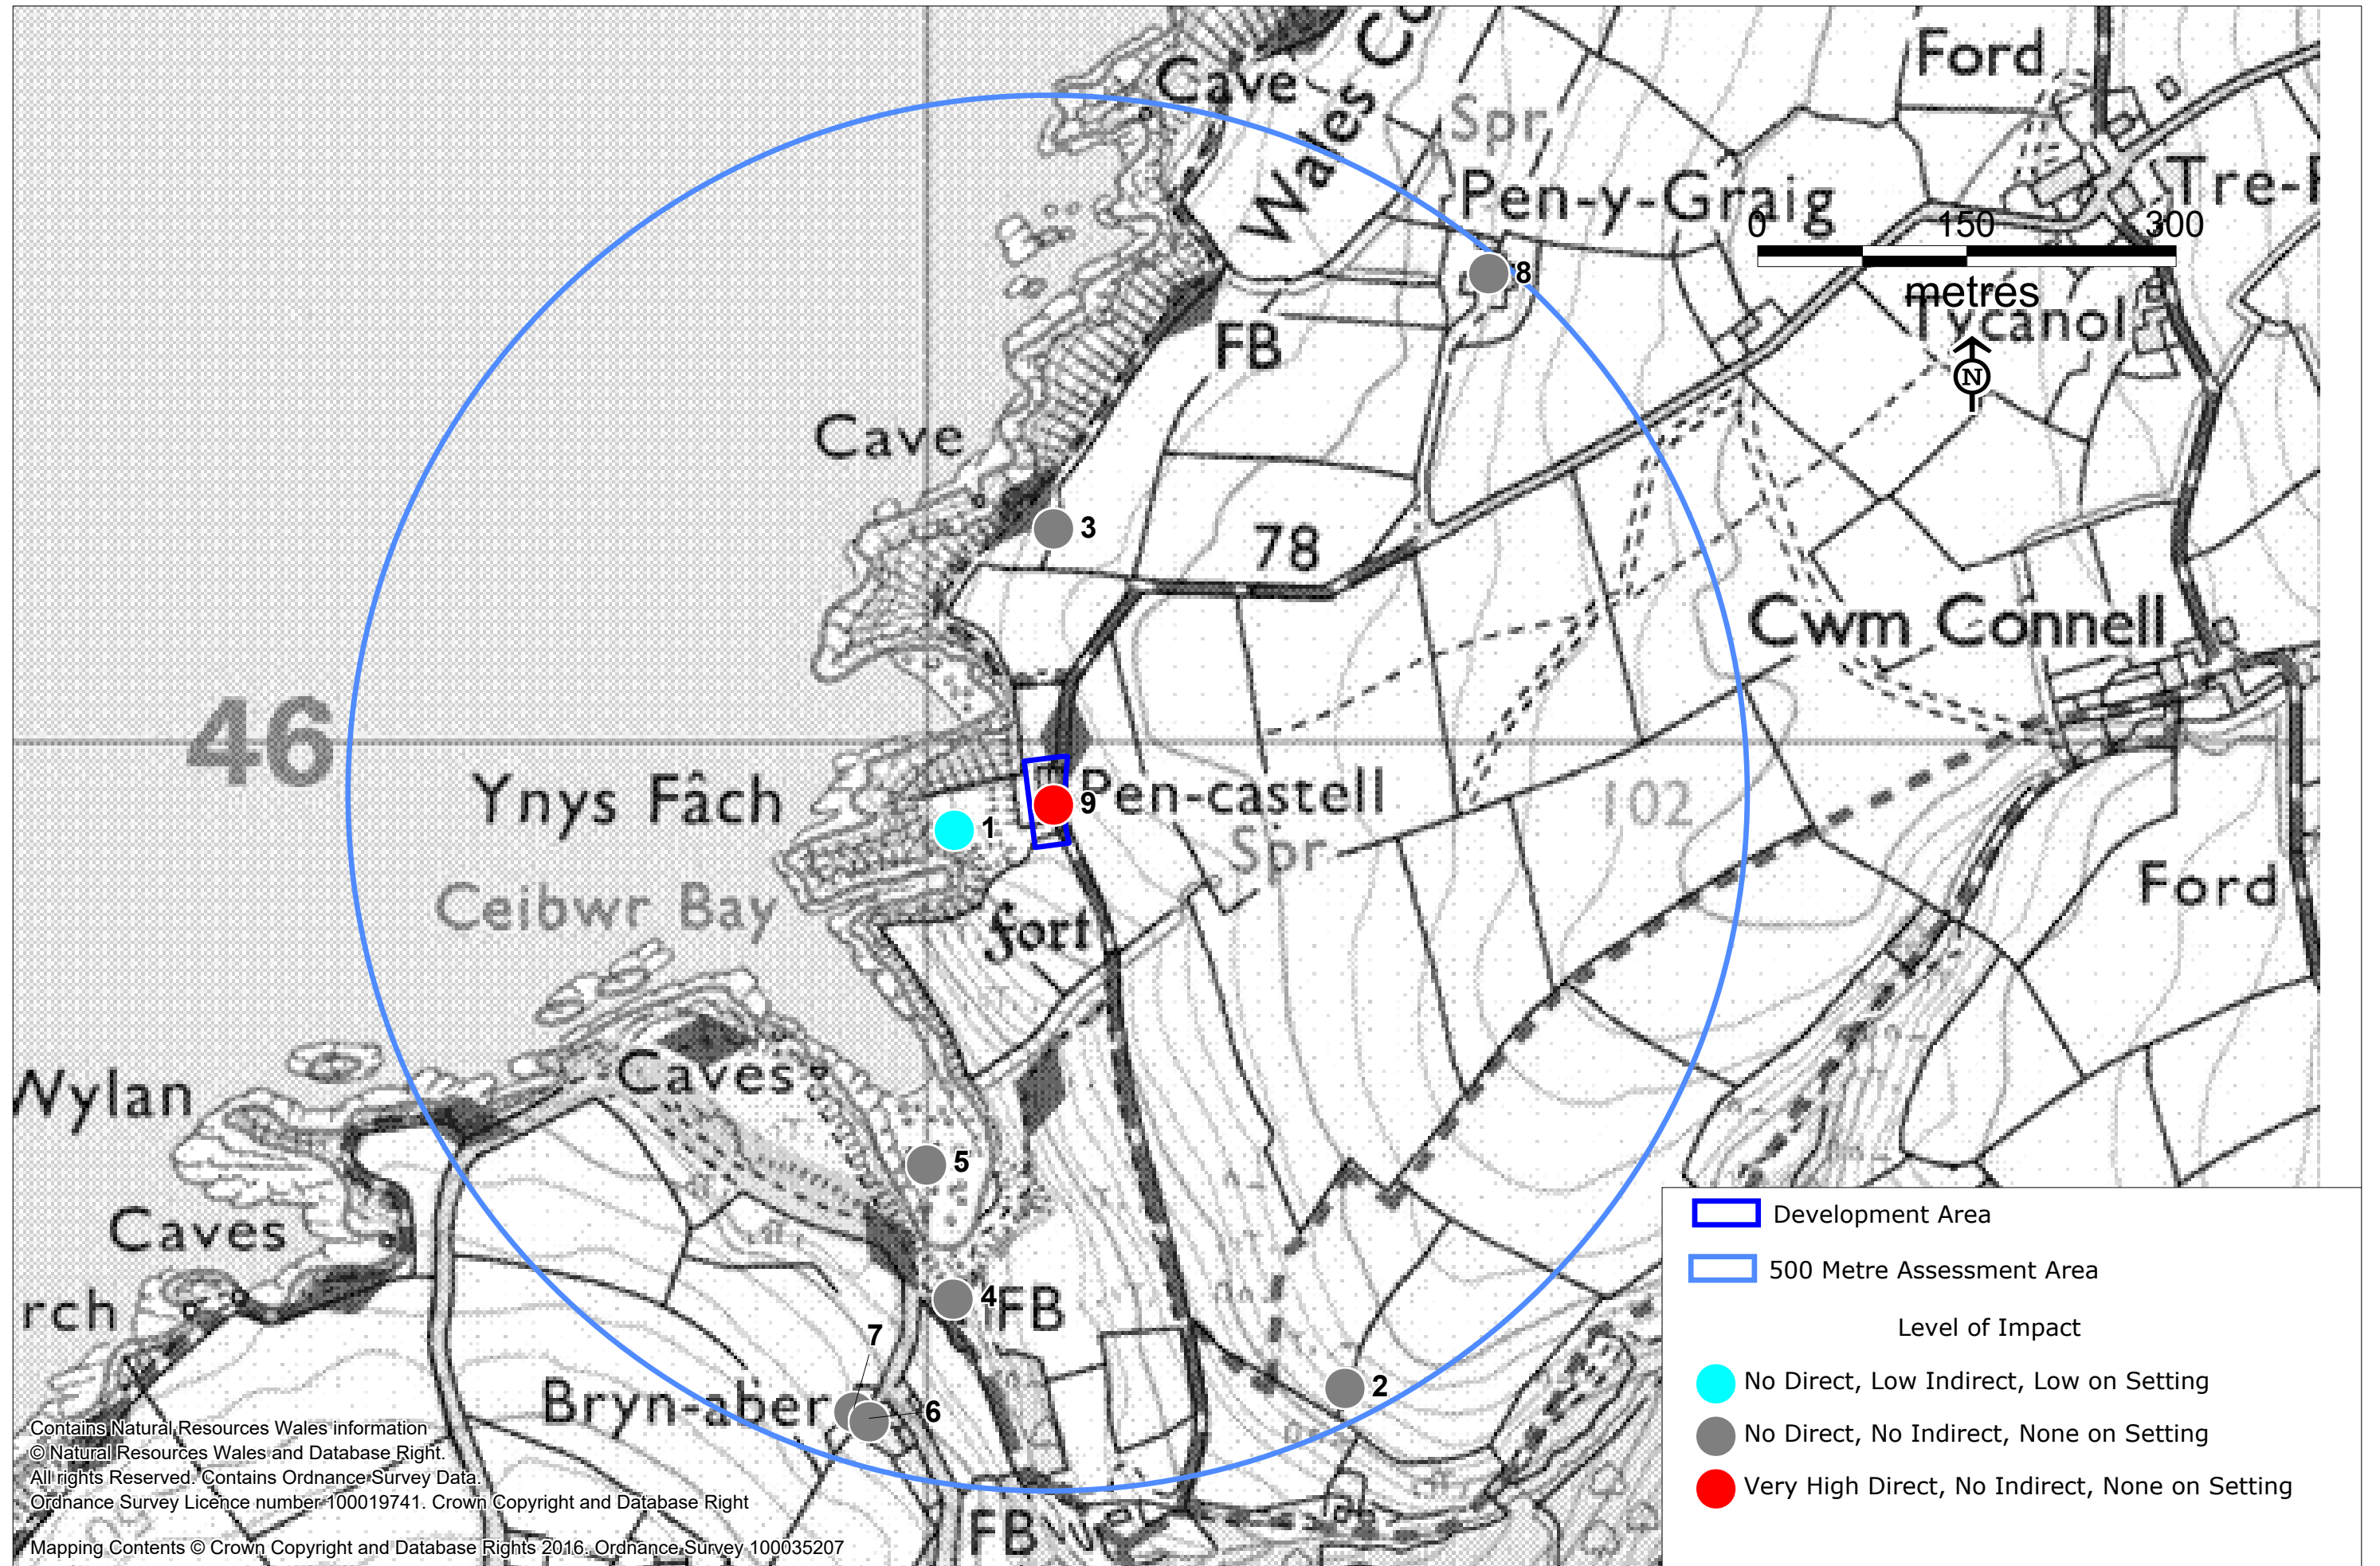 Cave
Wales Co
Spr
Ford
Pen-y-Graig
Tre-
0 150 300
metres
8
FB
Tycanol
N
Cave
3
78
Cwm Connell
46
Ynys Fâch
Pen-castell
9
1
Spr
102
Ceibwr Bay
fort
Ford
Wylan
Caves
5
Caves
rch
4
FB
7
Bryn-aber
6
2
FB
Development Area
500 Metre Assessment Area
Level of Impact
No Direct, Low Indirect, Low on Setting
No Direct, No Indirect, None on Setting
Very High Direct, No Indirect, None on Setting
Contains Natural Resources Wales information
© Natural Resources Wales and Database Right.
All rights Reserved. Contains Ordnance Survey Data.
Ordnance Survey Licence number 100019741. Crown Copyright and Database Right
Mapping Contents © Crown Copyright and Database Rights 2016. Ordnance Survey 100035207